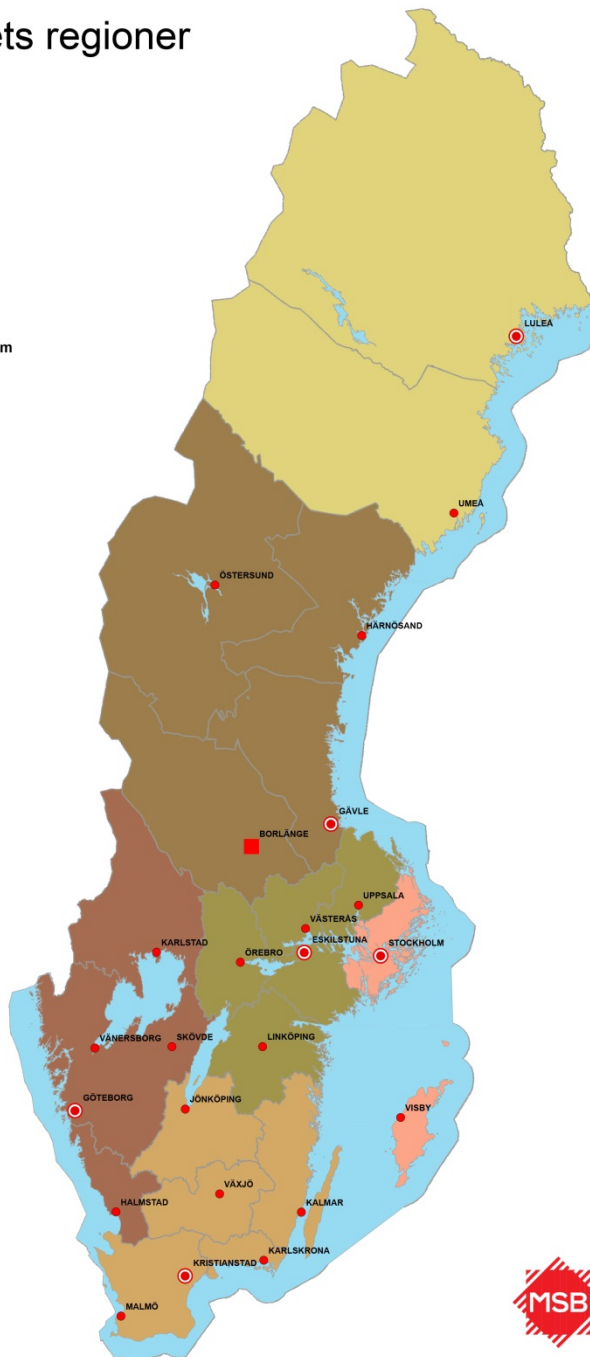 ets regioner
m
LULEÅ
UMEÅ
ÖSTERSUND
HÄRNÖSAND
GÄVLE
BORLÄNGE
UPPSALA
VÄSTERÅS
KARLSTAD
ESKILSTUNA
STOCKHOLM
ÖREBRO
VÄNERSBORG
SKÖVDE
LINKÖPING
GÖTEBORG
JÖNKÖPING
VISBY
VÄXJÖ
HALMSTAD
KALMAR
KARLSKRONA
KRISTIANSTAD
MALMÖ
MSB